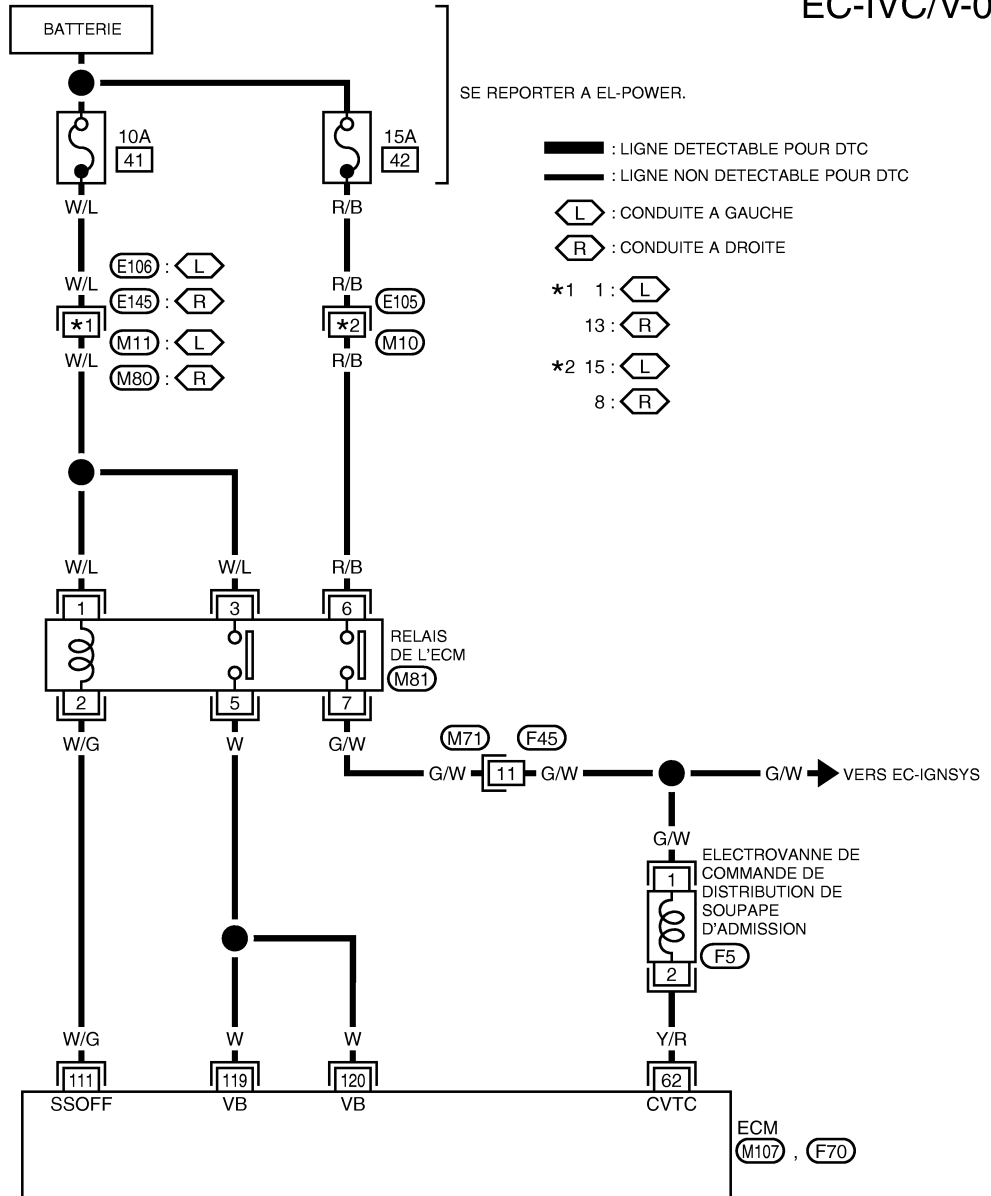 EC-IVC/V-0
BATTERIE
SE REPORTER A EL-POWER.
10A
41
15A
42
: LIGNE DETECTABLE POUR DTC
: LIGNE NON DETECTABLE POUR DTC
L : CONDUITE A GAUCHE
R : CONDUITE A DROITE
*1 1 : L
13 : R
*2 15 : L
8 : R
W/L
R/B
E106 : L
W/L
R/B
E145 : R
E105
*1
*2
M11 : L
M10
W/L
R/B
M80 : R
W/L
W/L
R/B
1
3
6
RELAIS
DE L'ECM
M81
2
5
7
W/G
W
G/W
M71
F45
G/W
11
G/W
G/W
VERS EC-IGNSYS
G/W
1
ELECTROVANNE DE
COMMANDE DE
DISTRIBUTION DE
SOUPAPE
D'ADMISSION
F5
2
W/G
W
W
Y/R
111
119
120
62
SSOFF
VB
VB
CVTC
ECM
M107 , F70